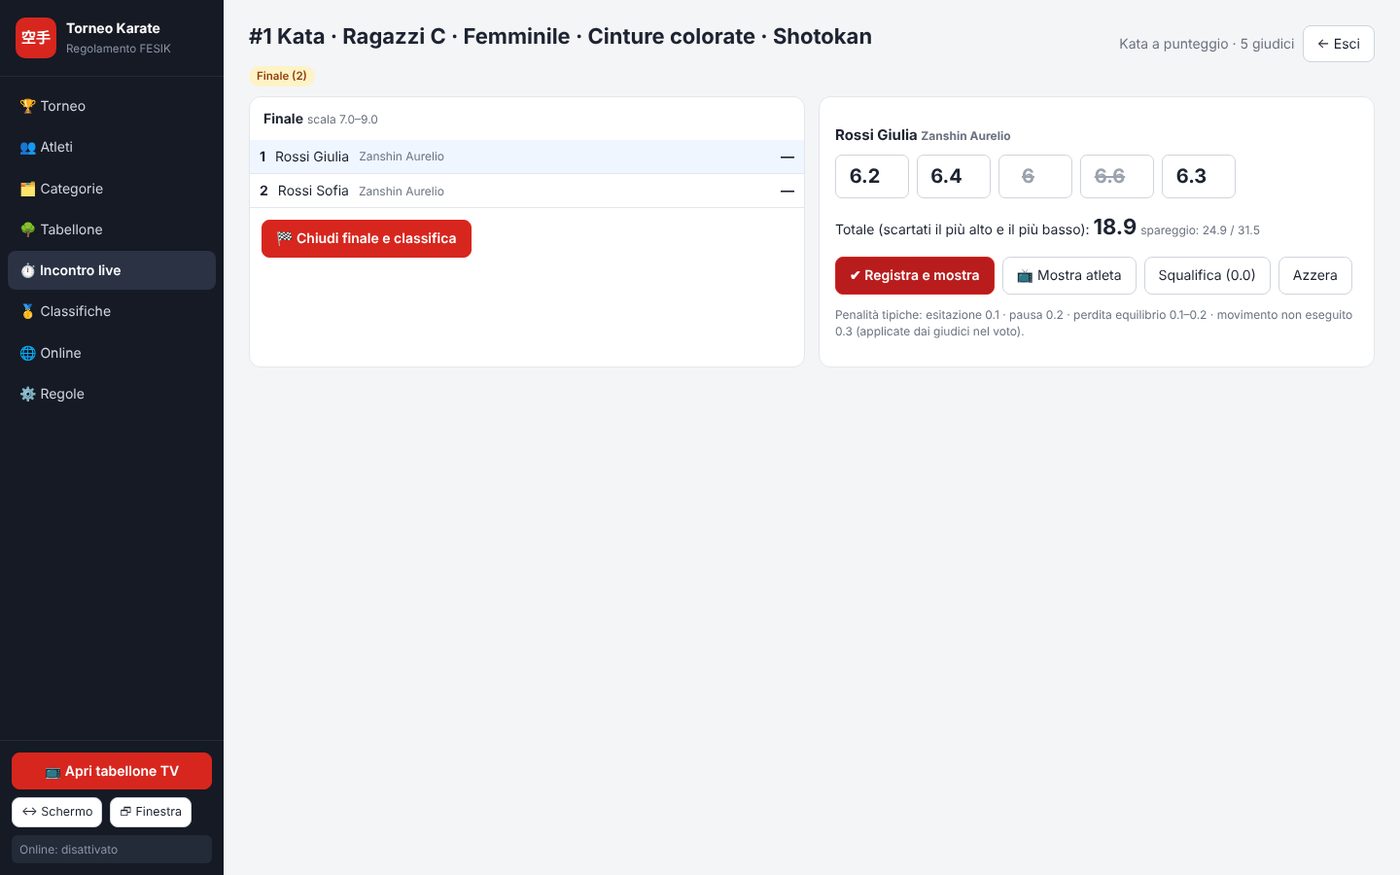 空手
Torneo Karate
Regolamento FESIK
🏆 Torneo
👥 Atleti
🗂️ Categorie
🌳 Tabellone
⏱️ Incontro live
🥇 Classifiche
🌐 Online
⚙️ Regole
📺 Apri tabellone TV
↔ Schermo
🗗 Finestra
Online: disattivato
#1 Kata · Ragazzi C · Femminile · Cinture colorate · Shotokan
Kata a punteggio · 5 giudici
← Esci
Finale (2)
Finale scala 7.0–9.0
1 Rossi Giulia Zanshin Aurelio —
2 Rossi Sofia Zanshin Aurelio —
🏁 Chiudi finale e classifica
Rossi Giulia Zanshin Aurelio
6.2 6.4 6 6.6 6.3
Totale (scartati il più alto e il più basso): 18.9 spareggio: 24.9 / 31.5
✔ Registra e mostra
📺 Mostra atleta
Squalifica (0.0)
Azzera
Penalità tipiche: esitazione 0.1 · pausa 0.2 · perdita equilibrio 0.1–0.2 · movimento non eseguito
0.3 (applicate dai giudici nel voto).